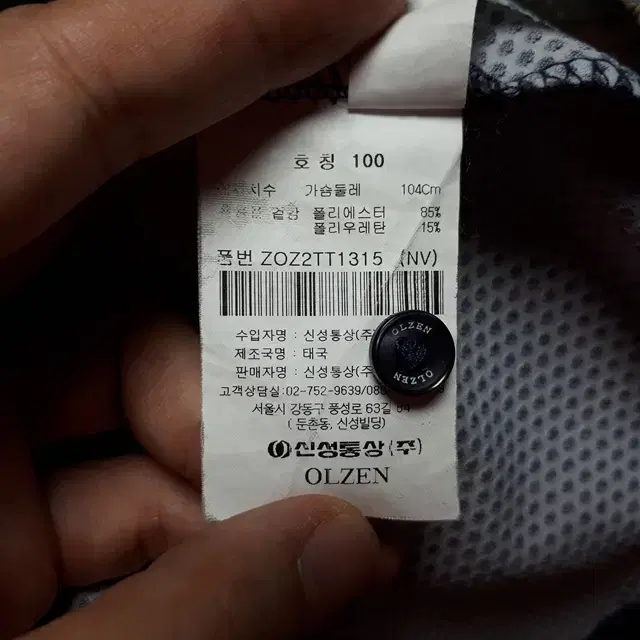 호칭 100
치수 가슴둘레 104Cm
겉감 폴리에스터 85%
폴리우레탄 15%
품번 ZOZ2TT1315 (NV)
수입자명 : 신성통상(주)
제조국명 : 태국
판매자명 : 신성통상(주
고객상담실:02-752-9639/080
서울시 강동구 풍성로 63길 84
( 둔촌동, 신성빌딩)
신성통상(주)
OLZEN
OLZEN
OLZEN